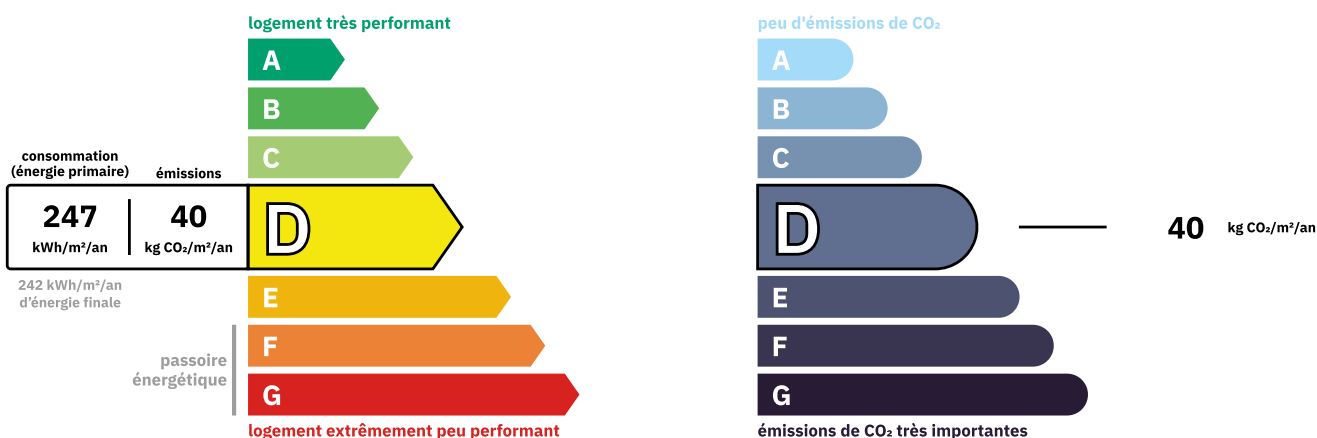 logement très performant
A
B
C
consommation
(énergie primaire)
émissions
247
kWh/m²/an
40
kg CO₂/m²/an
D
242 kWh/m²/an
d’énergie finale
E
passoire
énergétique
F
G
logement extrêmement peu performant
peu d'émissions de CO₂
A
B
C
D
40 kg CO₂/m²/an
E
F
G
émissions de CO₂ très importantes